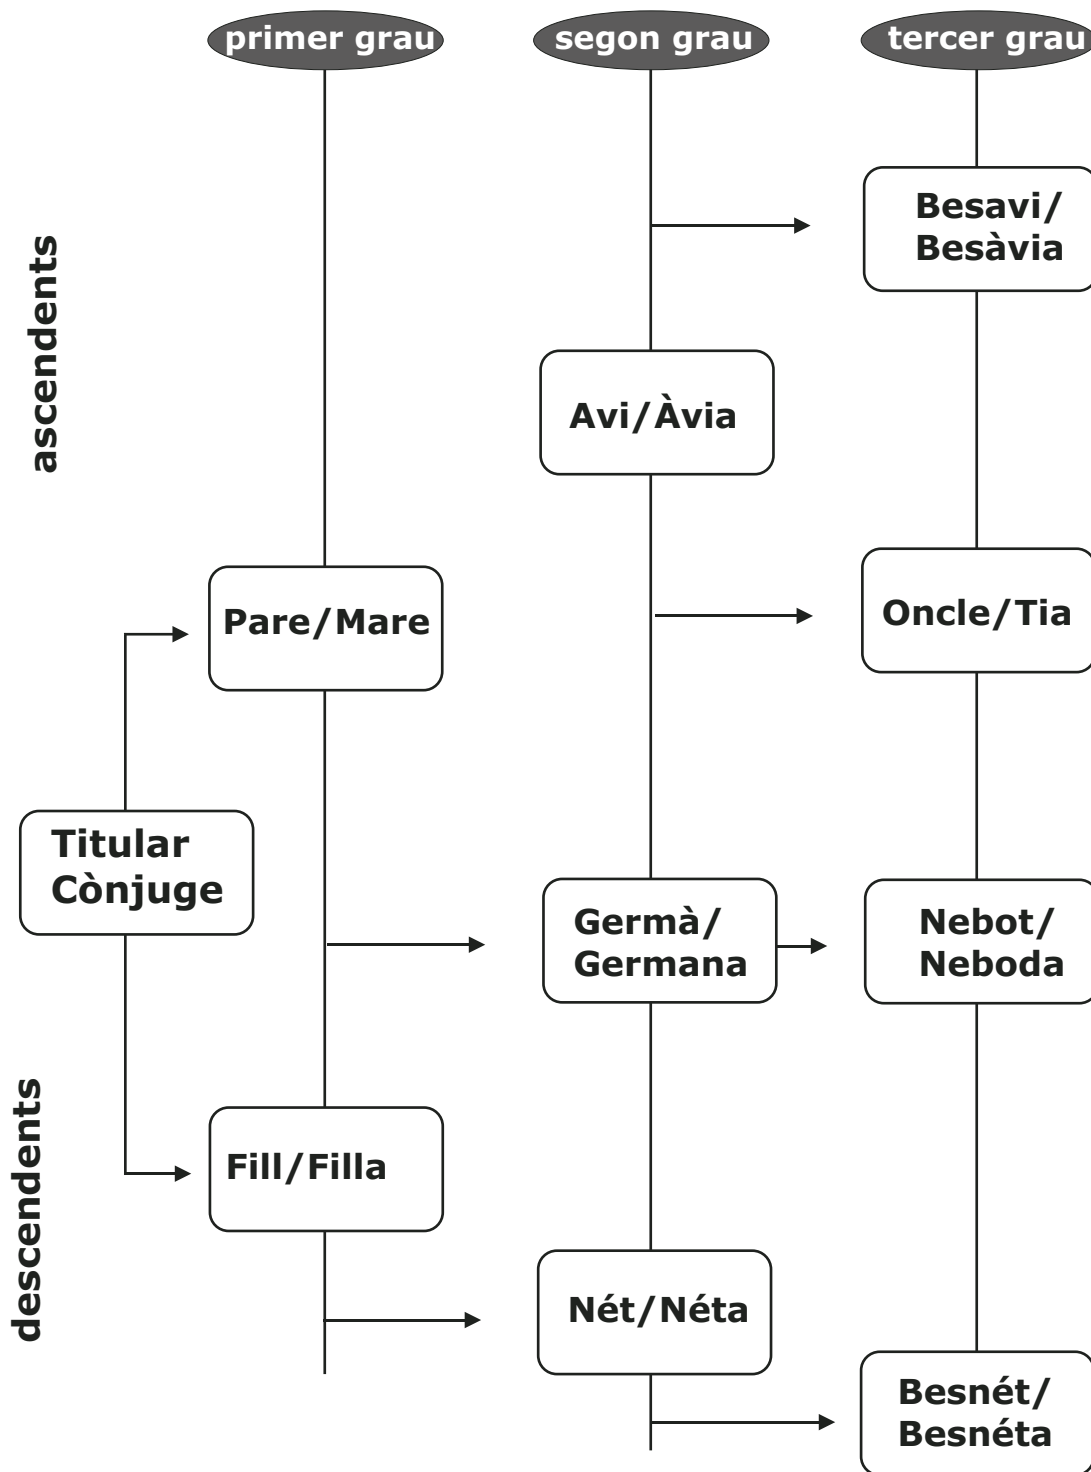 primer grau
segon grau
tercer grau
ascendents
Besavi/
Besàvia
Avi/Àvia
Pare/Mare
Oncle/Tia
Titular
Cònjuge
Germà/
Germana
Nebot/
Neboda
descendents
Fill/Filla
Nét/Néta
Besnét/
Besnéta